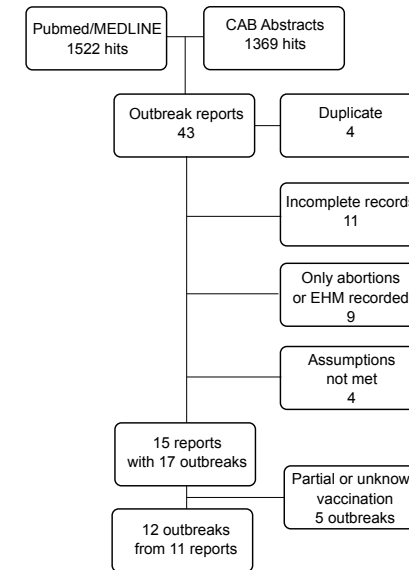 Pubmed/MEDLINE
1522 hits
CAB Abstracts
1369 hits
Outbreak reports
43
Duplicate
4
Incomplete records
11
Only abortions
or EHM recorded
9
Assumptions
not met
4
15 reports
with 17 outbreaks
Partial or unknow
vaccination
5 outbreaks
12 outbreaks
from 11 reports